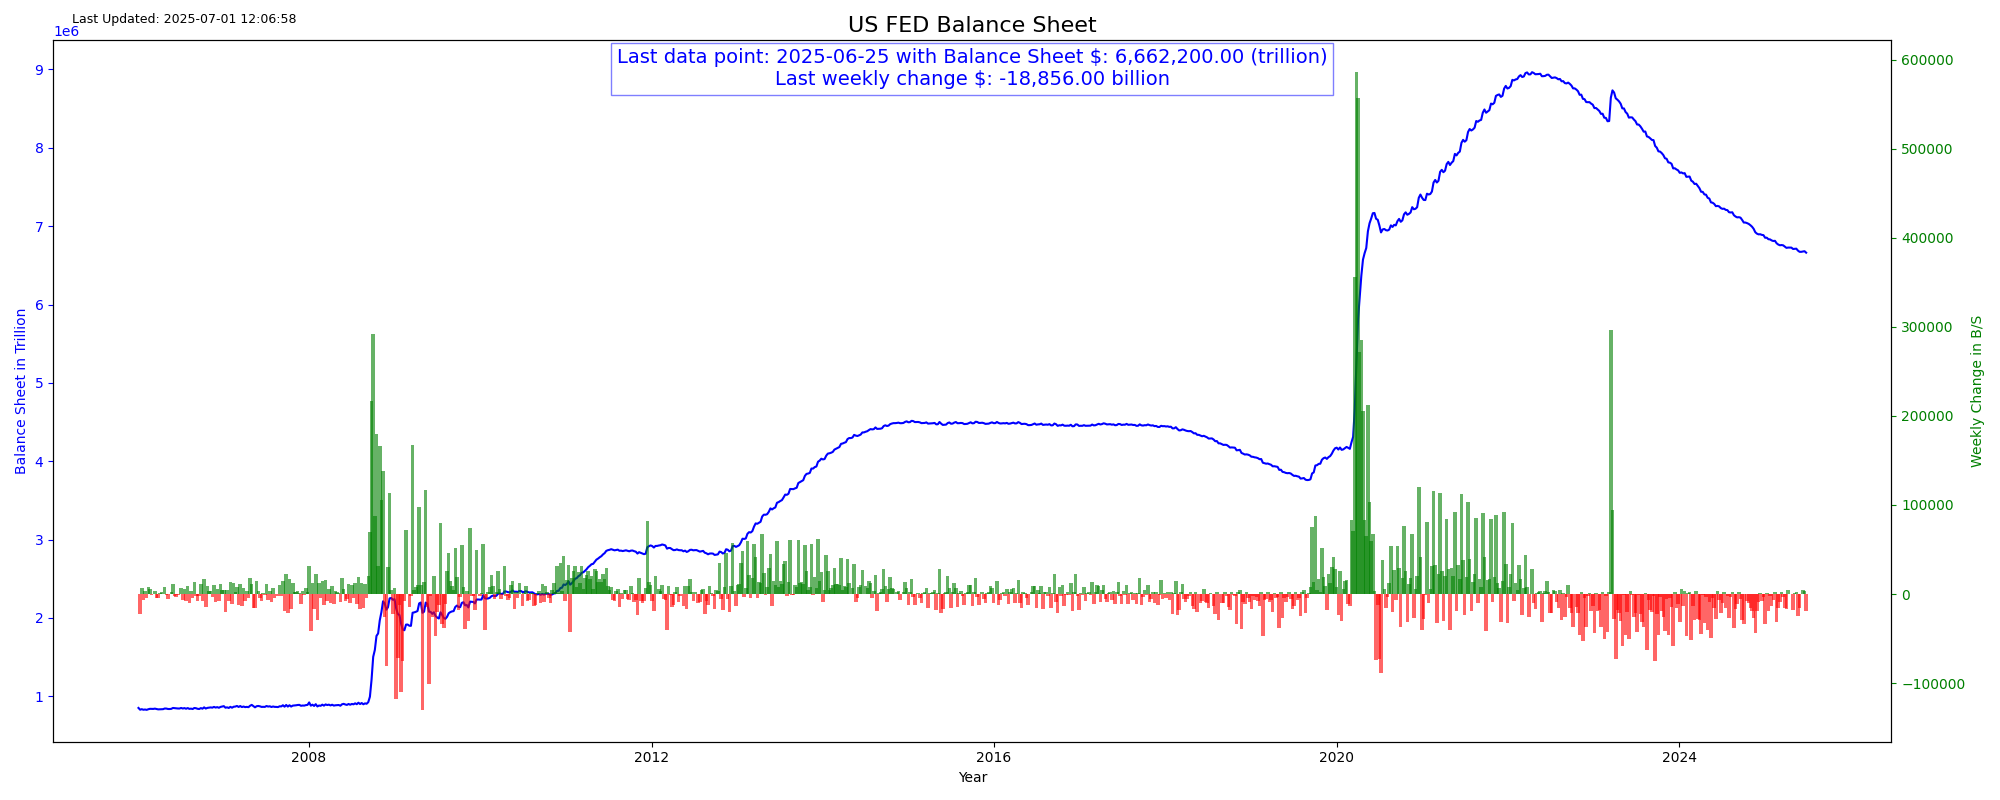 Last Updated: 2025-07-01 12:06:58
US FED Balance Sheet
1e6
Last data point: 2025-06-25 with Balance Sheet $: 6,662,200.00 (trillion)
Last weekly change $: -18,856.00 billion
9
8
7
6
5
4
3
2
1
Balance Sheet in Trillion
600000
500000
400000
300000
200000
100000
0
−100000
Weekly Change in B/S
2008
2012
2016
2020
2024
Year